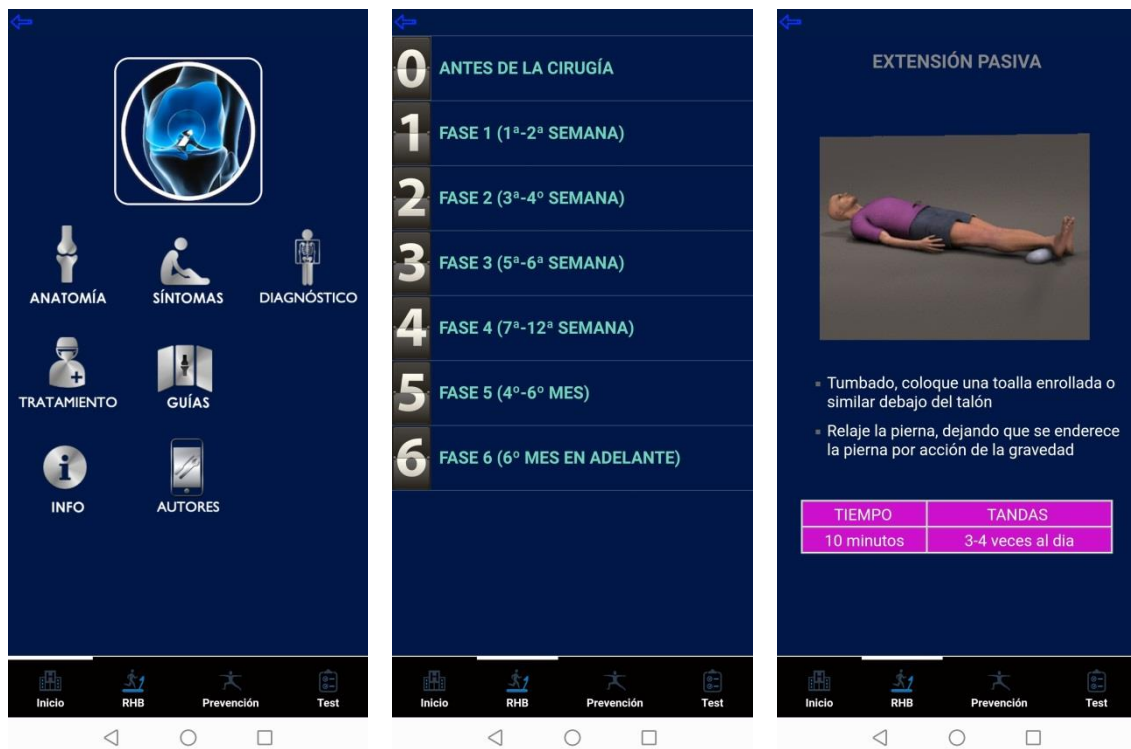 ANATOMÍA
SÍNTOMAS
DIAGNÓSTICO
TRATAMIENTO
GUÍAS
INFO
AUTORES
Inicio
RHB
Prevención
Test
0 ANTES DE LA CIRUGÍA
1 FASE 1 (1ª-2ª SEMANA)
2 FASE 2 (3ª-4º SEMANA)
3 FASE 3 (5ª-6ª SEMANA)
4 FASE 4 (7ª-12ª SEMANA)
5 FASE 5 (4º-6º MES)
6 FASE 6 (6º MES EN ADELANTE)
Inicio
RHB
Prevención
Test
EXTENSIÓN PASIVA
Tumbado, coloque una toalla enrollada o
similar debajo del talón
Relaje la pierna, dejando que se enderece
la pierna por acción de la gravedad
TIEMPO
TANDAS
10 minutos
3-4 veces al dia
Inicio
RHB
Prevención
Test